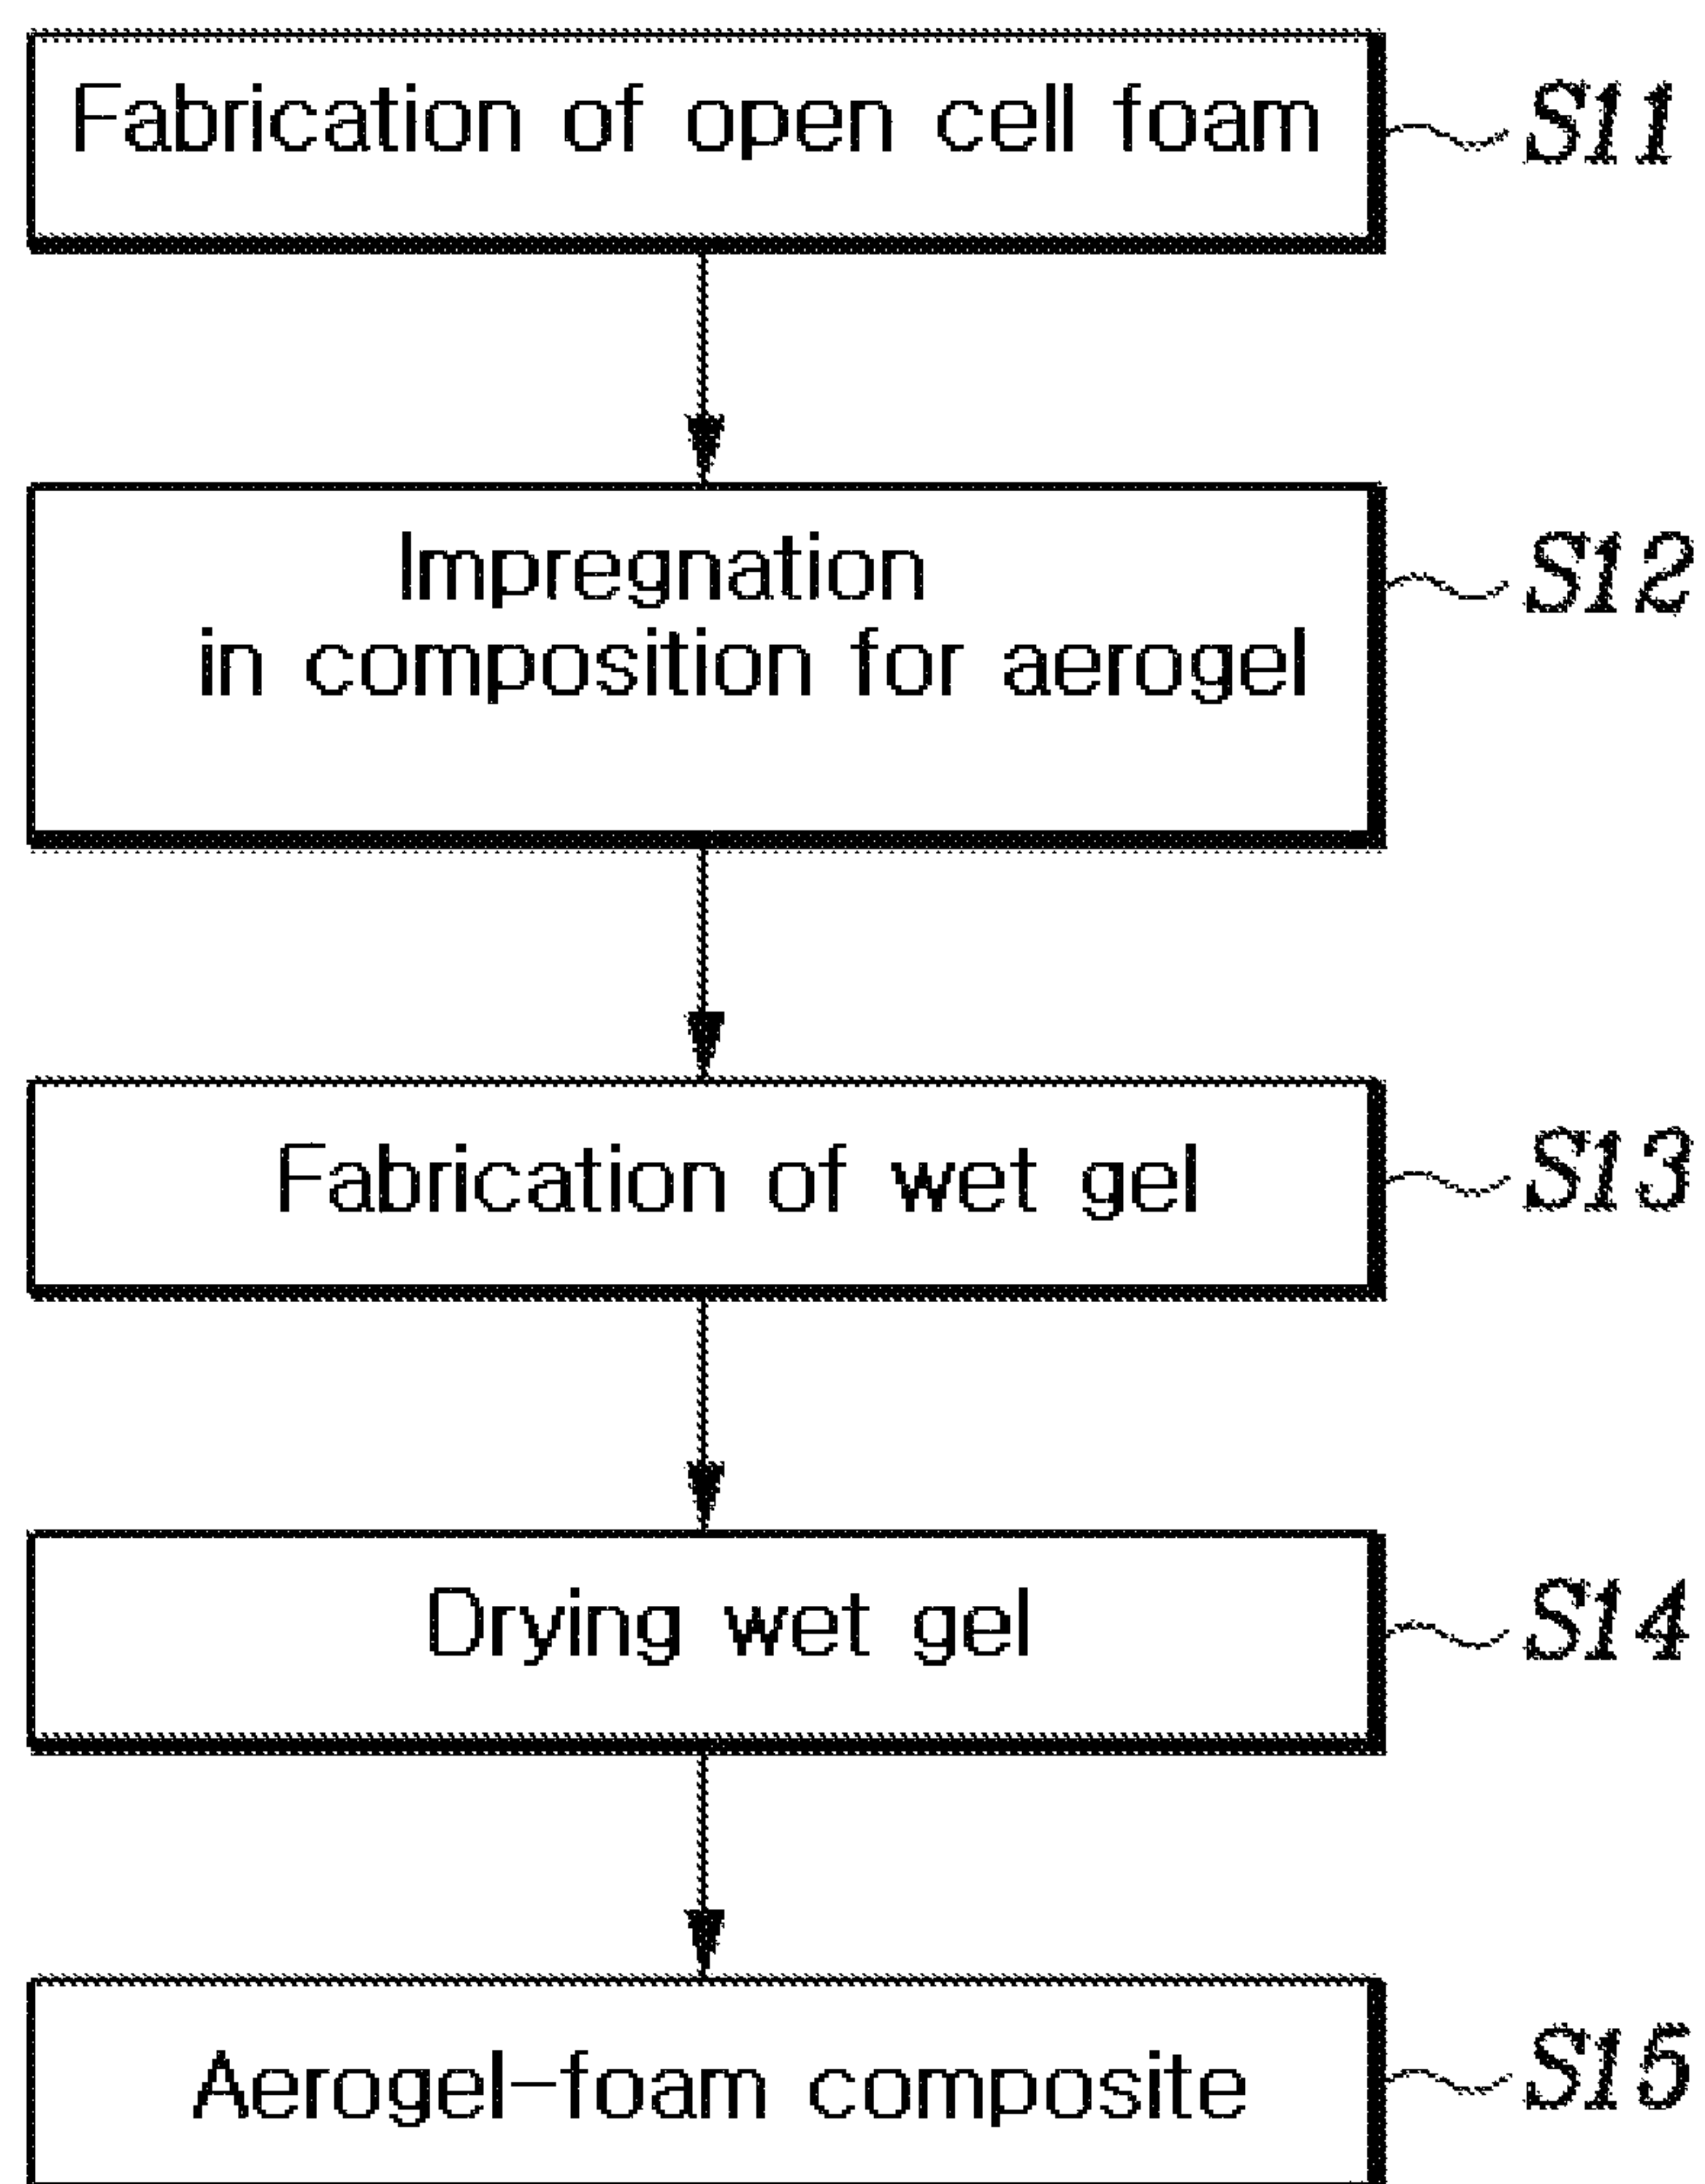 Fabrication of open cell foam
S11
Impregnation
in composition for aerogel
S12
Fabrication of wet gel
S13
Drying wet gel
S14
Aerogel-foam composite
S15